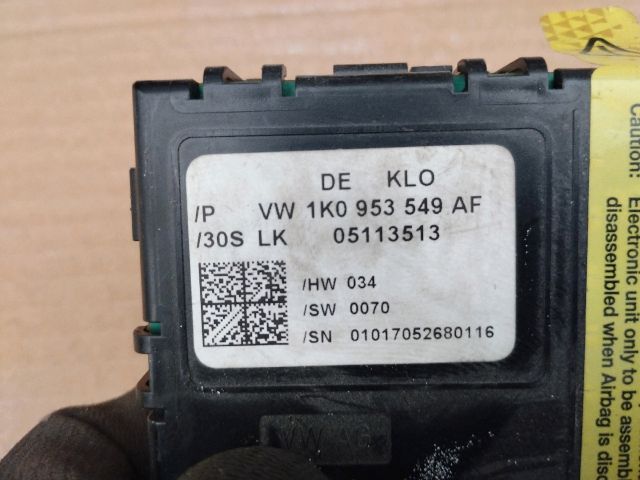 DE KLO
/P VW 1K0 953 549 AF
/30S LK 05113513
/HW 034
/SW 0070
/SN 01017052680116
VW
Caution:
Electronic unit only to be
disassembled when Airbag is disc